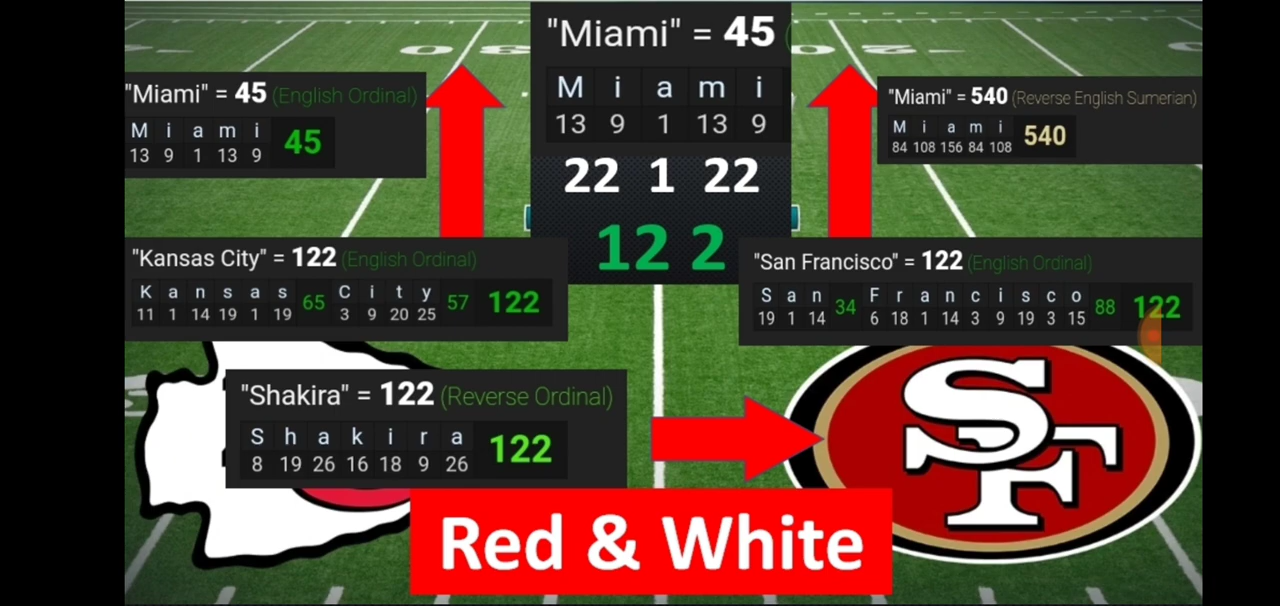 "Miami" = 45
M i a m i
13 9 1 13 9
22 1 22
12 2
"Miami" = 45 (English Ordinal)
M i a m i 45
13 9 1 13 9
"Miami" = 540 (Reverse English Sumerian)
M i a m i 540
84 108 156 84 108
"Kansas City" = 122 (English Ordinal)
K a n s a s 65 C i t y 57 122
11 1 14 19 1 19 3 9 20 25
"San Francisco" = 122 (English Ordinal)
S a n 34 F r a n c i s c o 88 122
19 1 14 6 18 1 14 3 9 19 3 15
"Shakira" = 122 (Reverse Ordinal)
S h a k i r a 122
8 19 26 16 18 9 26
SF
Red & White